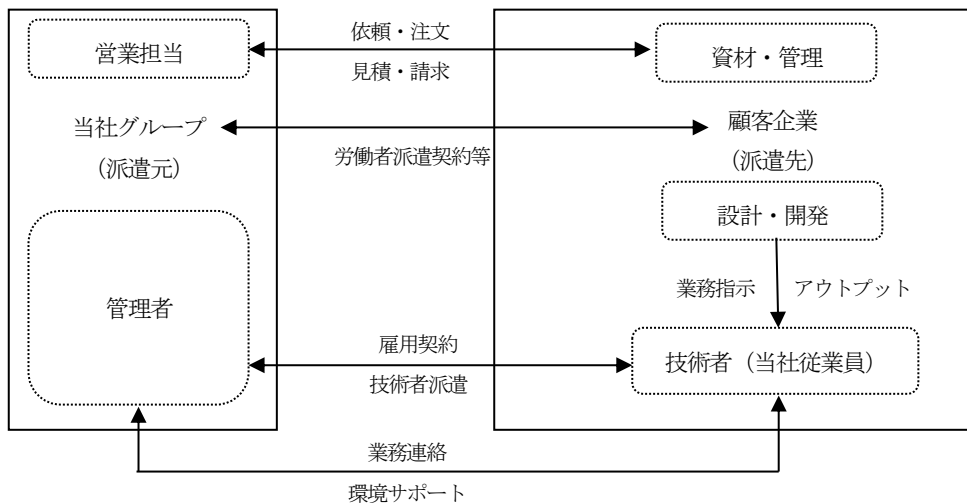 営業担当
依頼・注文
見積・請求
資材・管理
当社グループ
（派遣元）
労働者派遣契約等
顧客企業
（派遣先）
設計・開発
管理者
業務指示
アウトプット
雇用契約
技術者派遣
技術者（当社従業員）
業務連絡
環境サポート